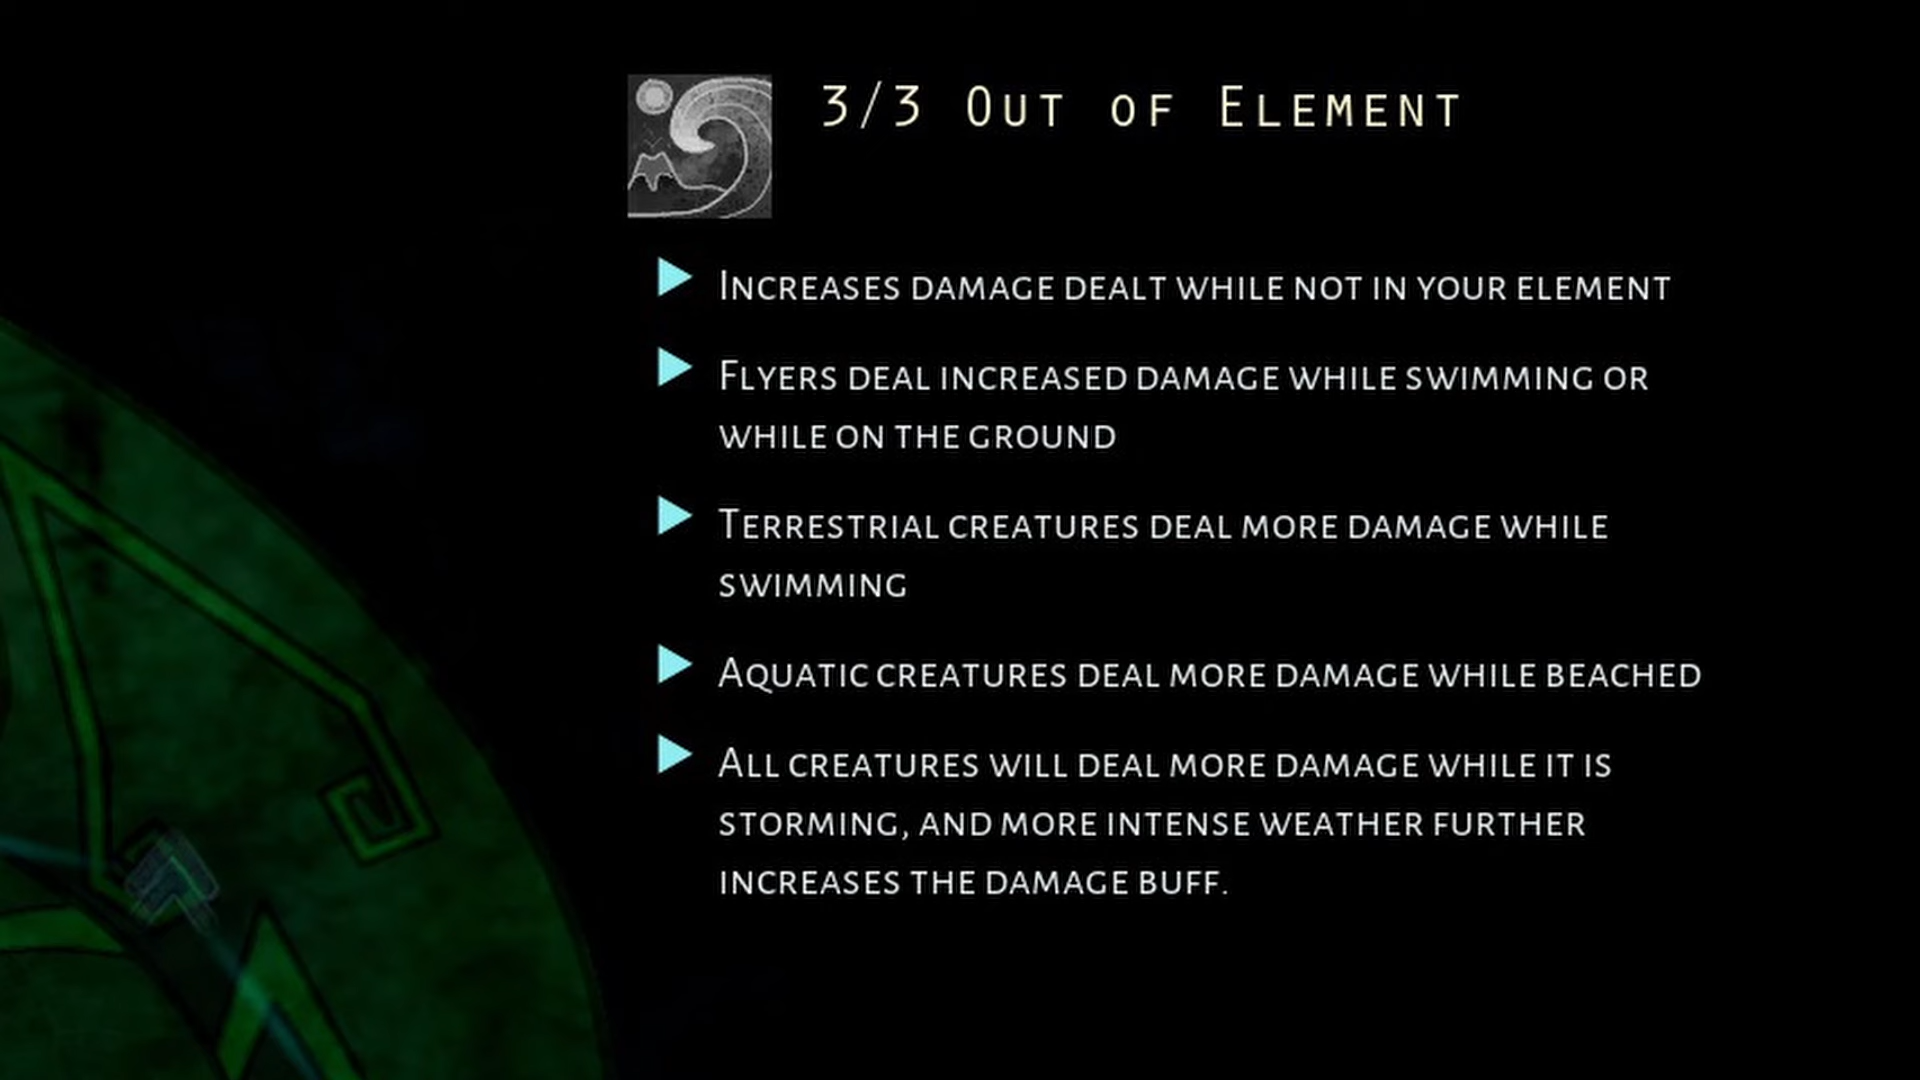 3/3 Out of Element
Increases damage dealt while not in your element
Flyers deal increased damage while swimming or
while on the ground
Terrestrial creatures deal more damage while
swimming
Aquatic creatures deal more damage while beached
All creatures will deal more damage while it is
storming, and more intense weather further
increases the damage buff.